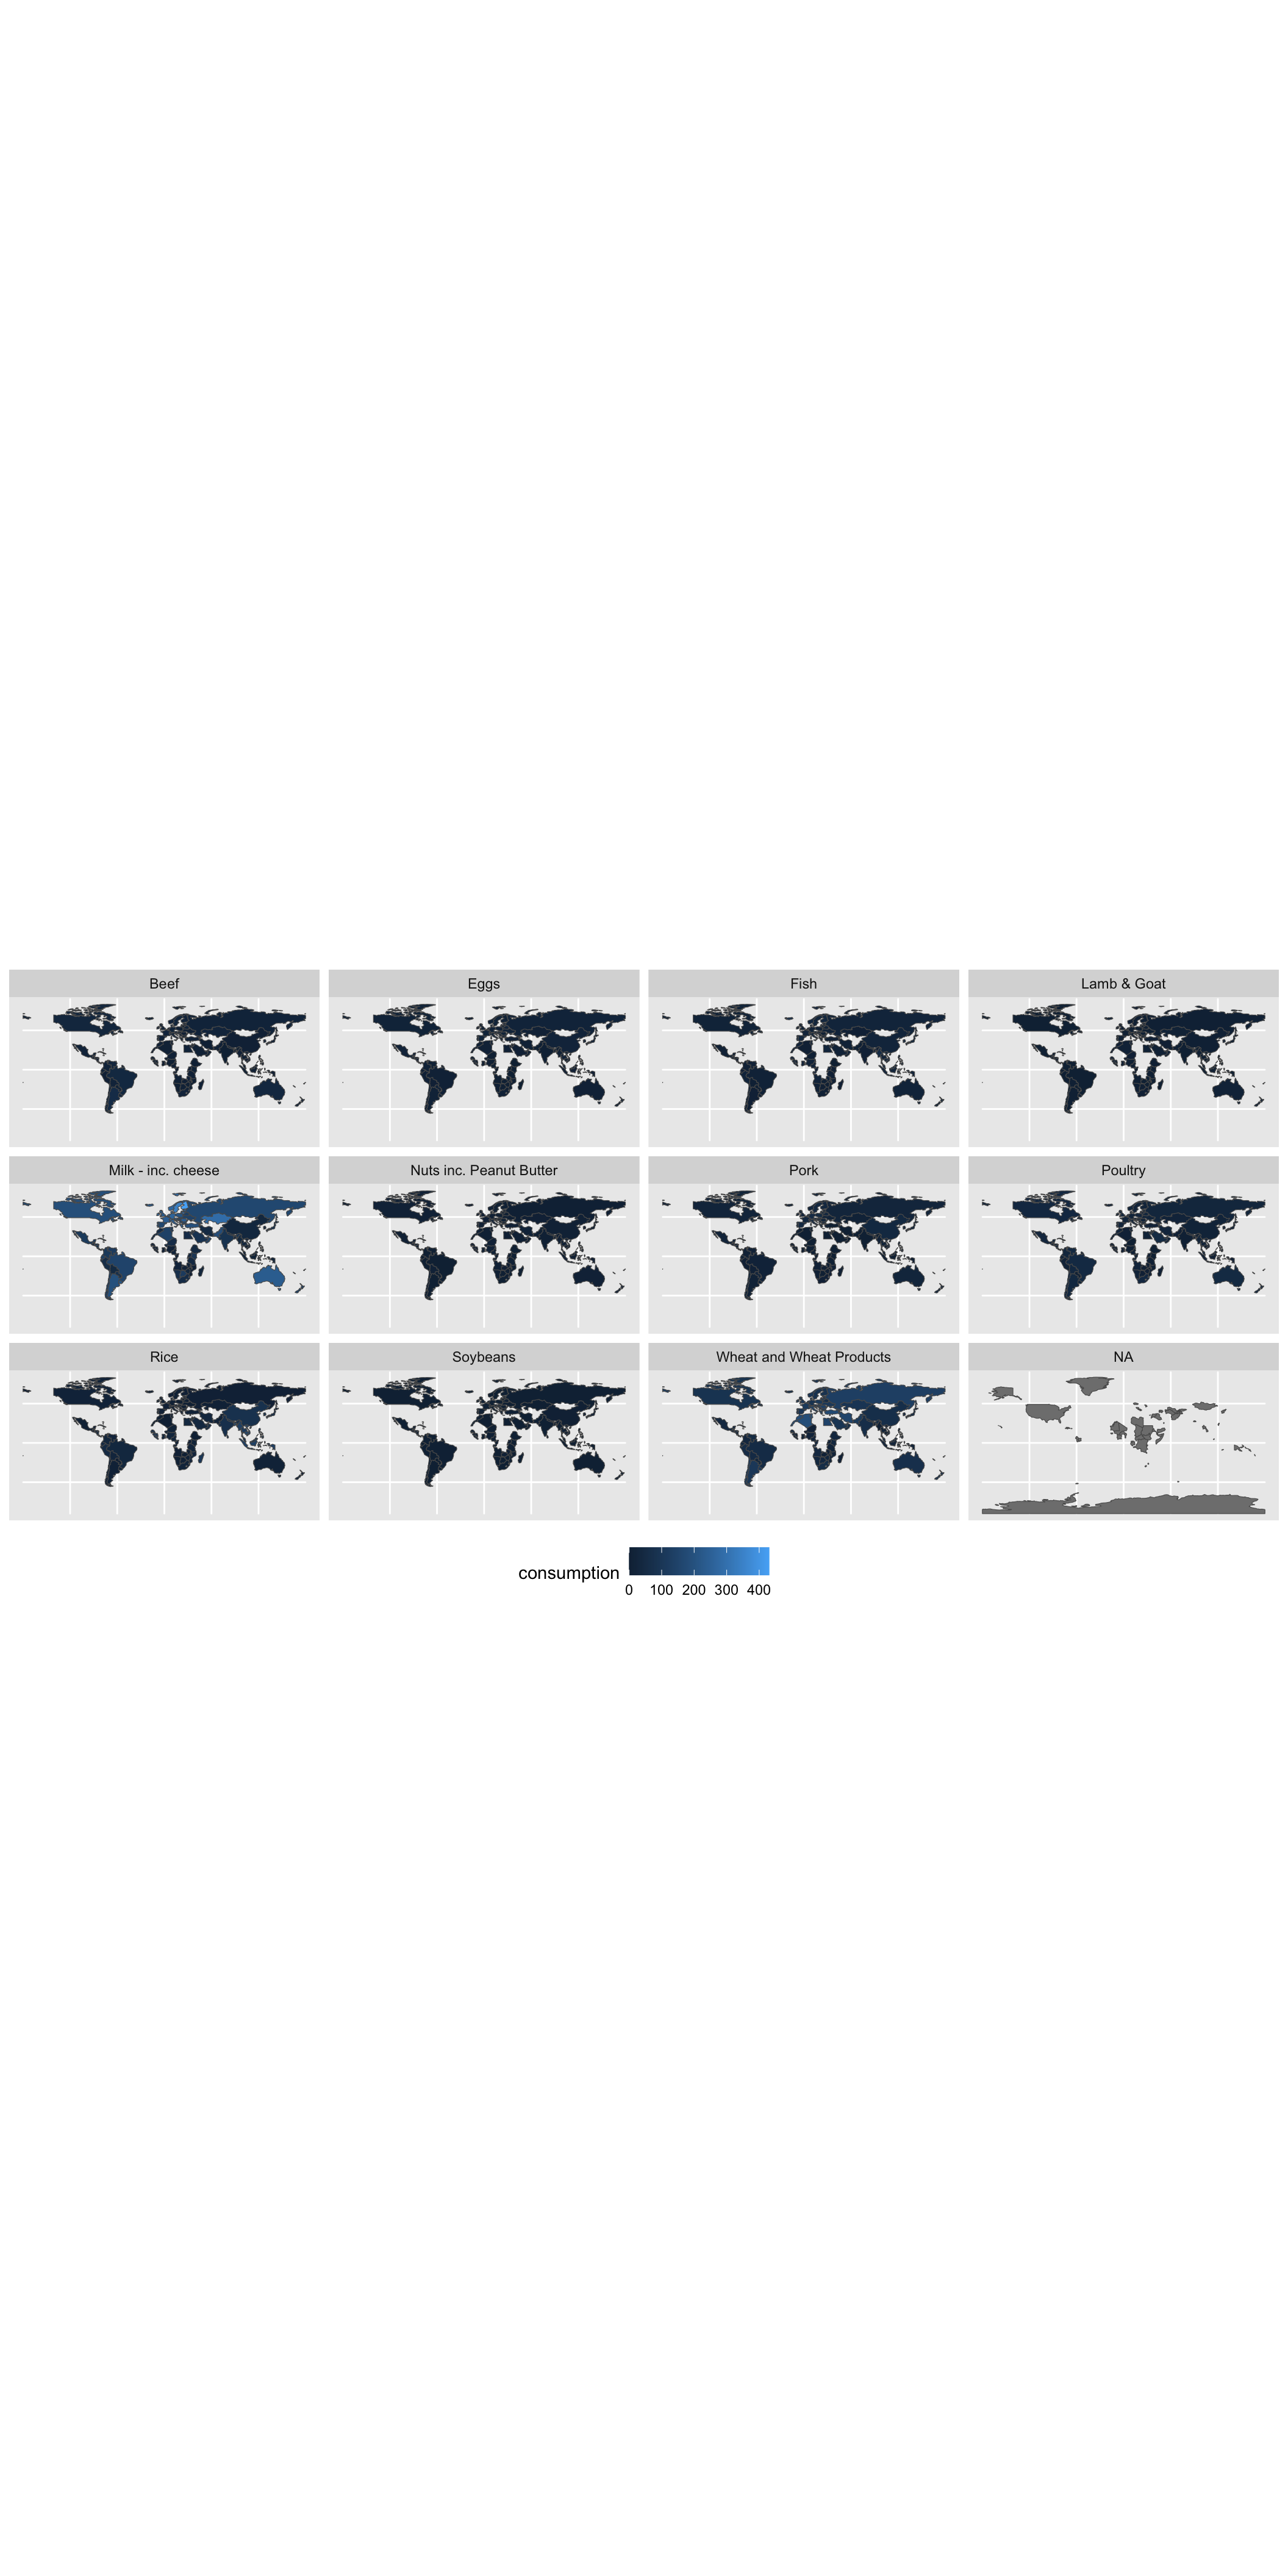 Beef Eggs Fish Lamb & Goat
Milk - inc. cheese Nuts inc. Peanut Butter Pork Poultry
Rice Soybeans Wheat and Wheat Products NA
consumption
0 100 200 300 400